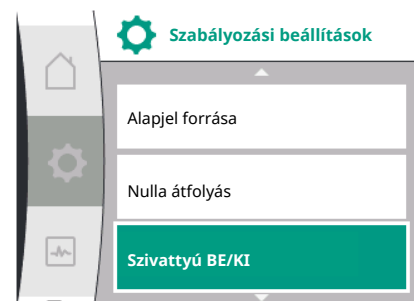 Szabályozási beállítások
Alapjel forrása
Nulla átfolyás
Szivattyú BE/KI